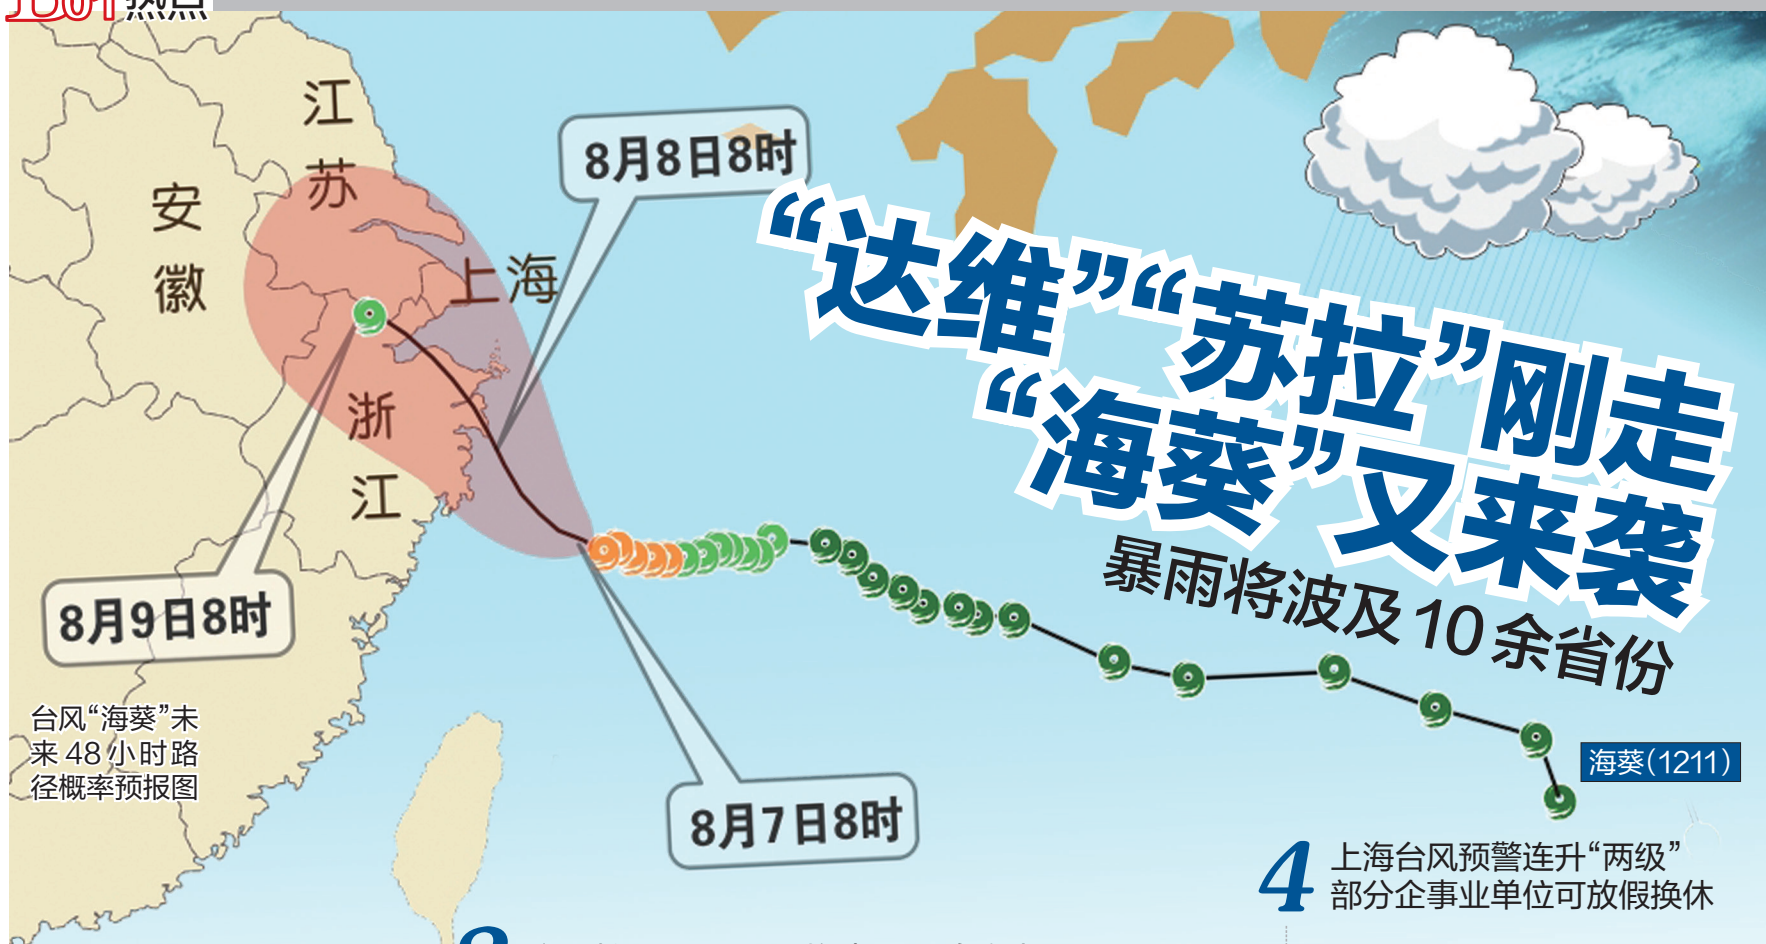 热点
江
苏
安
徽
上海
浙
江
8月8日8时
8月9日8时
8月7日8时
“达维”“苏拉”刚走
“海葵”又来袭
暴雨将波及10余省份
台风“海葵”未
来48小时路
径概率预报图
海葵(1211)
4 上海台风预警连升“两级”
部分企事业单位可放假换休